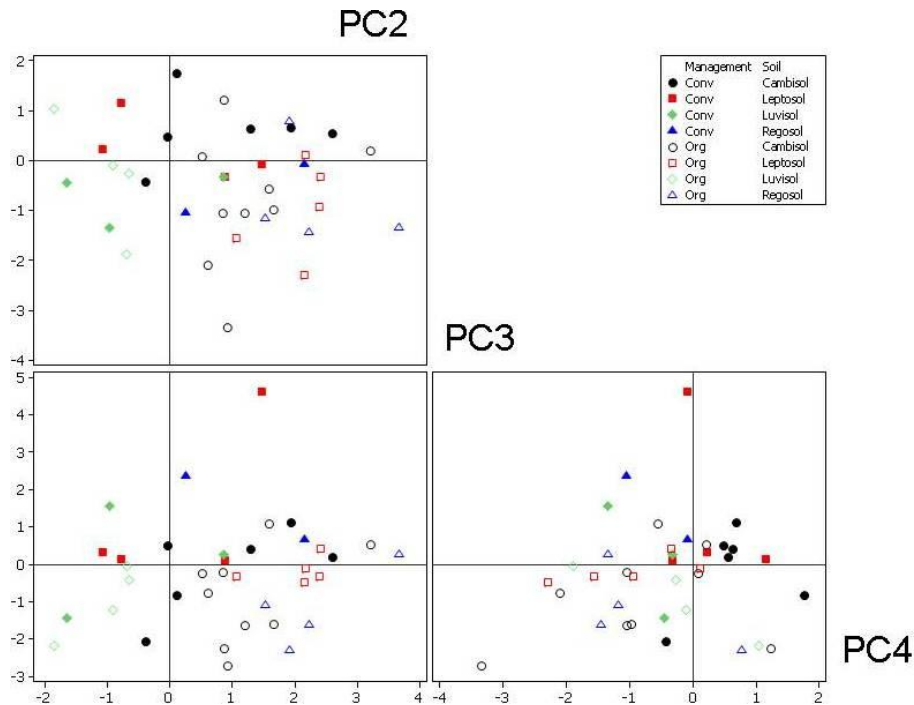 PC2
Management Soil
Conv Cambisol
Conv Leptosol
Conv Luvisol
Conv Regosol
Org Cambisol
Org Leptosol
Org Luvisol
Org Regosol
2
1
0
-1
-2
-3
-4
PC3
5
4
3
2
1
0
-1
-2
-3
-2 -1 0 1 2 3 4
-4 -3 -2 -1 0 1 2
PC4